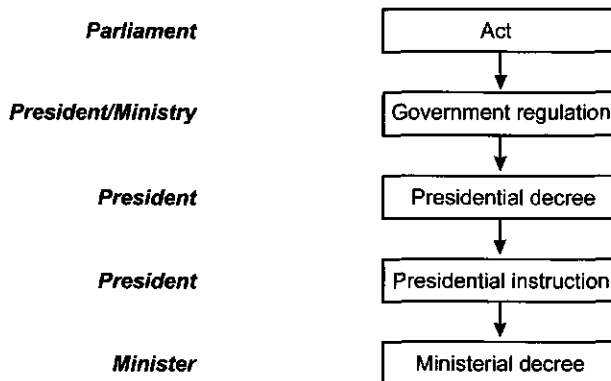 Parliament Act
President/Ministry Government regulation
President Presidential decree
President Presidential instruction
Minister Ministerial decree